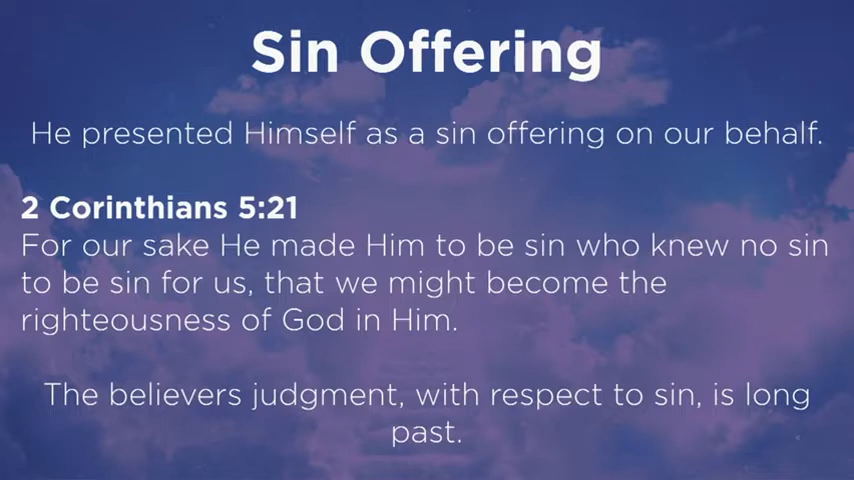 Sin Offering
He presented Himself as a sin offering on our behalf.
2 Corinthians 5:21
For our sake He made Him to be sin who knew no sin
to be sin for us, that we might become the
righteousness of God in Him.
The believers judgment, with respect to sin, is long
past.